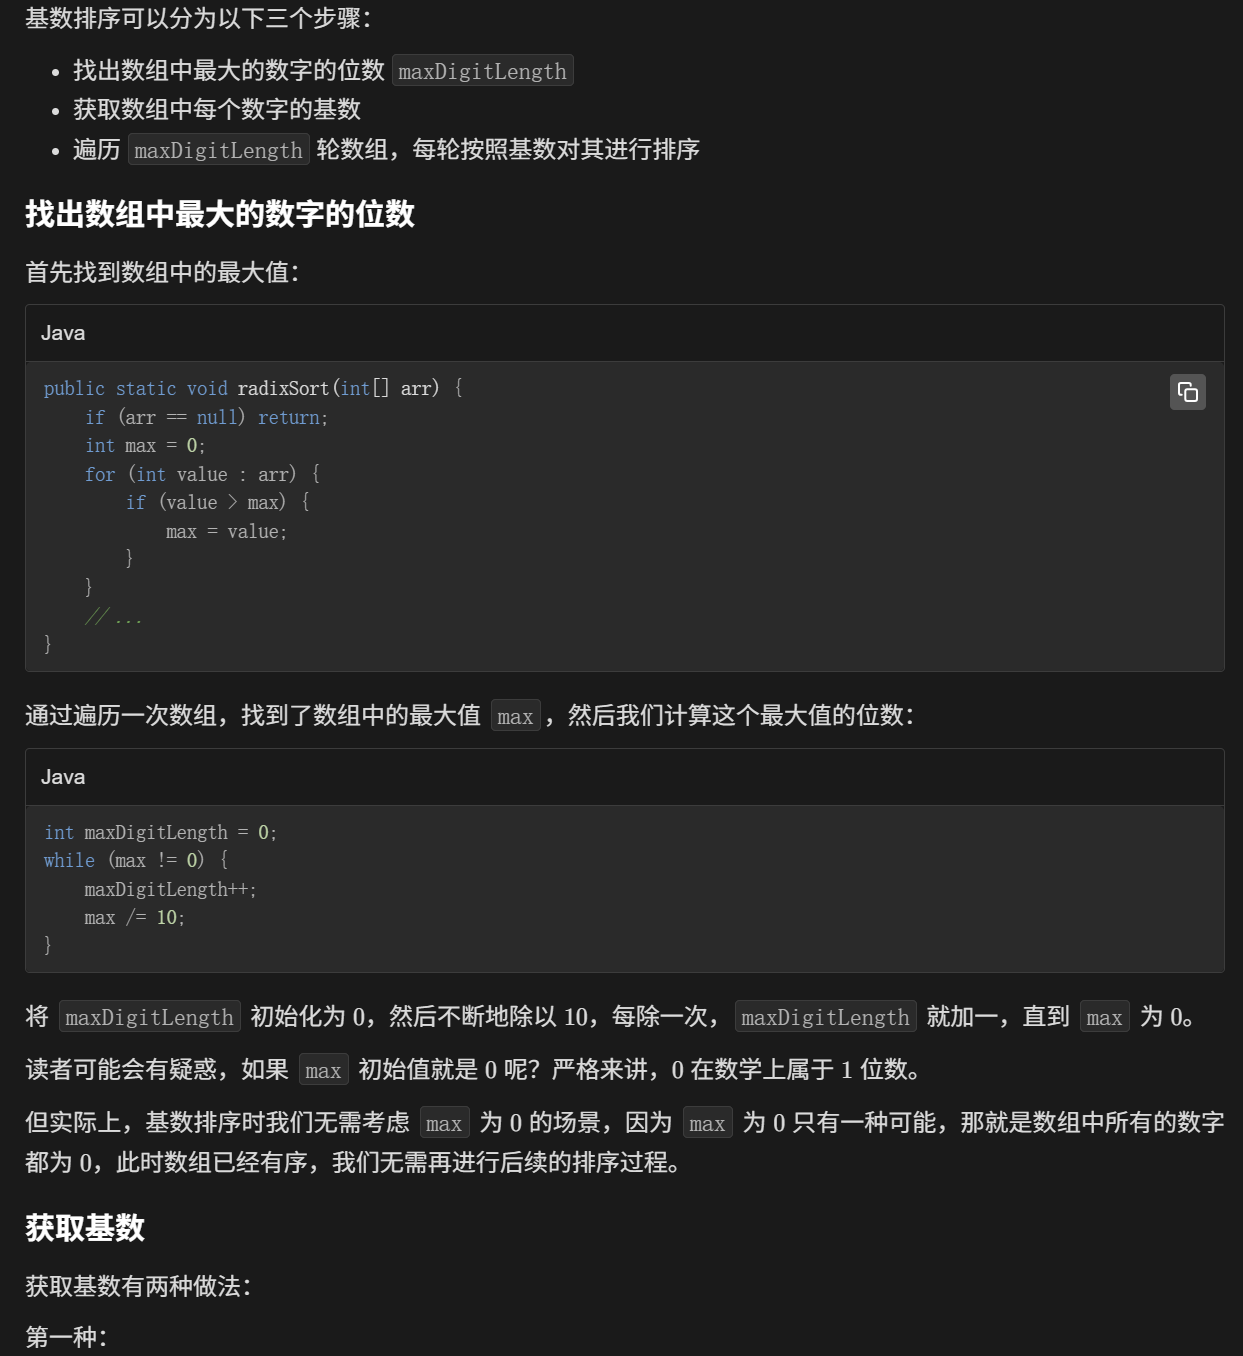 基数排序可以分为以下三个步骤：
• 找出数组中最大的数字的位数 maxDigitLength
• 获取数组中每个数字的基数
• 遍历 maxDigitLength 轮数组，每轮按照基数对其进行排序
找出数组中最大的数字的位数
首先找到数组中的最大值：
Java
public static void radixSort(int[] arr) {
    if (arr == null) return;
    int max = 0;
    for (int value : arr) {
        if (value > max) {
            max = value;
        }
    }
    // ...
}
通过遍历一次数组，找到了数组中的最大值 max，然后我们计算这个最大值的位数：
Java
int maxDigitLength = 0;
while (max != 0) {
    maxDigitLength++;
    max /= 10;
}
将 maxDigitLength 初始化为 0，然后不断地除以 10，每除一次，maxDigitLength 就加一，直到 max 为 0。
读者可能会有疑惑，如果 max 初始值就是 0 呢？严格来讲，0 在数学上属于 1 位数。
但实际上，基数排序时我们无需考虑 max 为 0 的场景，因为 max 为 0 只有一种可能，那就是数组中所有的数字
都为 0，此时数组已经有序，我们无需再进行后续的排序过程。
获取基数
获取基数有两种做法：
第一种：